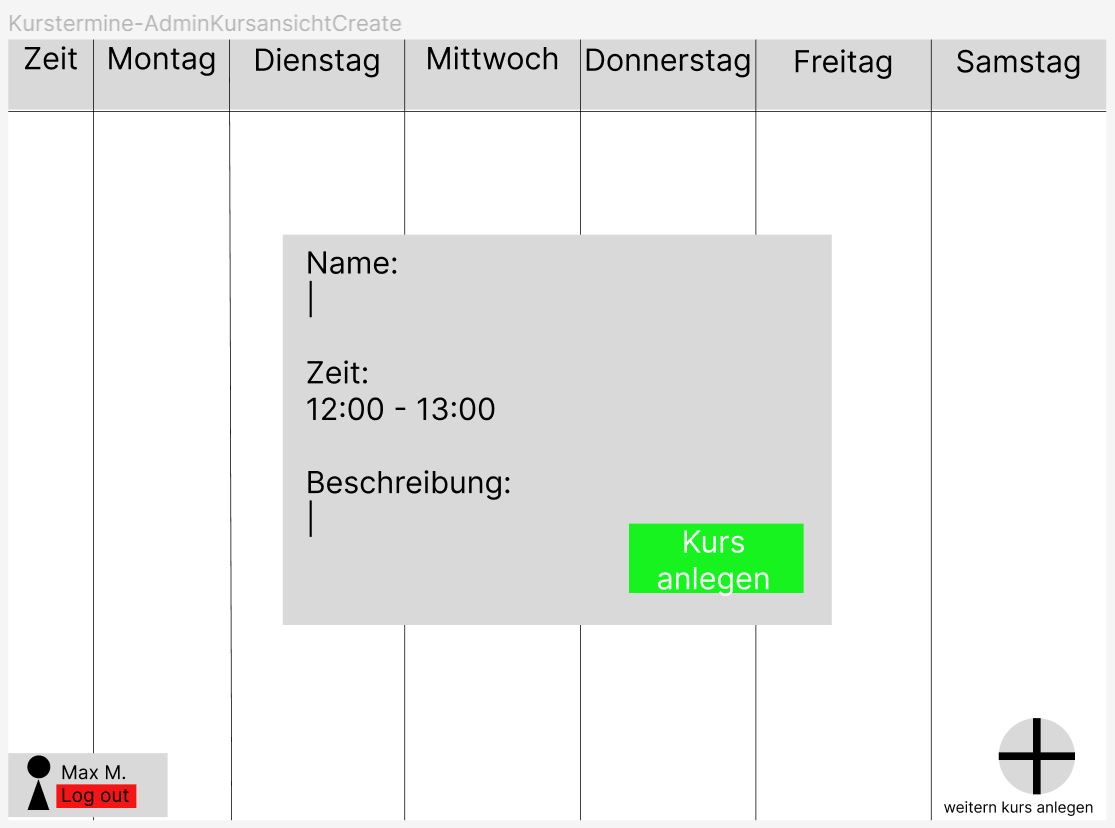 Kurstermine-AdminKursansichtCreate
Zeit Montag Dienstag Mittwoch Donnerstag Freitag Samstag
Name:
Zeit:
12:00 - 13:00
Beschreibung:
Kurs
anlegen
Max M.
Log out
weitern kurs anlegen